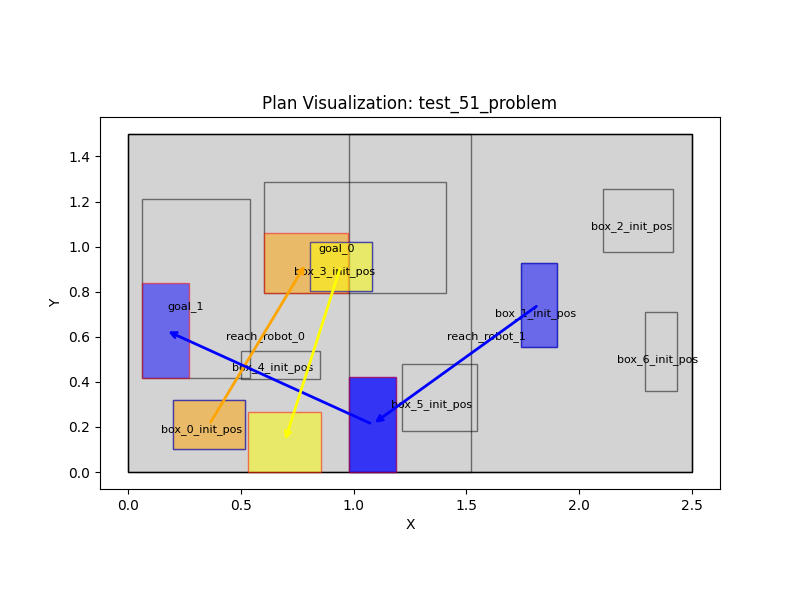 Plan Visualization: test_51_problem
1.4
1.2
1.0
0.8
0.6
0.4
0.2
0.0
Y
box_2_init_pos
goal_0
box_3_init_pos
goal_1
box_1_init_pos
reach_robot_0
reach_robot_1
box_6_init_pos
box_4_init_pos
box_5_init_pos
box_0_init_pos
0.0
0.5
1.0
1.5
2.0
2.5
X